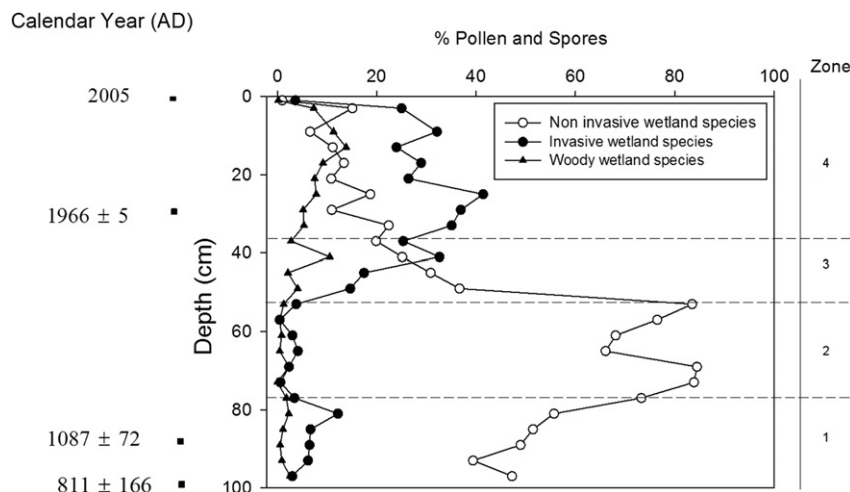 Calendar Year (AD)
% Pollen and Spores
0 20 40 60 80 100
Zone
2005
0
Non invasive wetland species
Invasive wetland species
Woody wetland species
4
20
1966 ± 5
40
3
Depth (cm)
60
2
80
1087 ± 72
1
811 ± 166
100